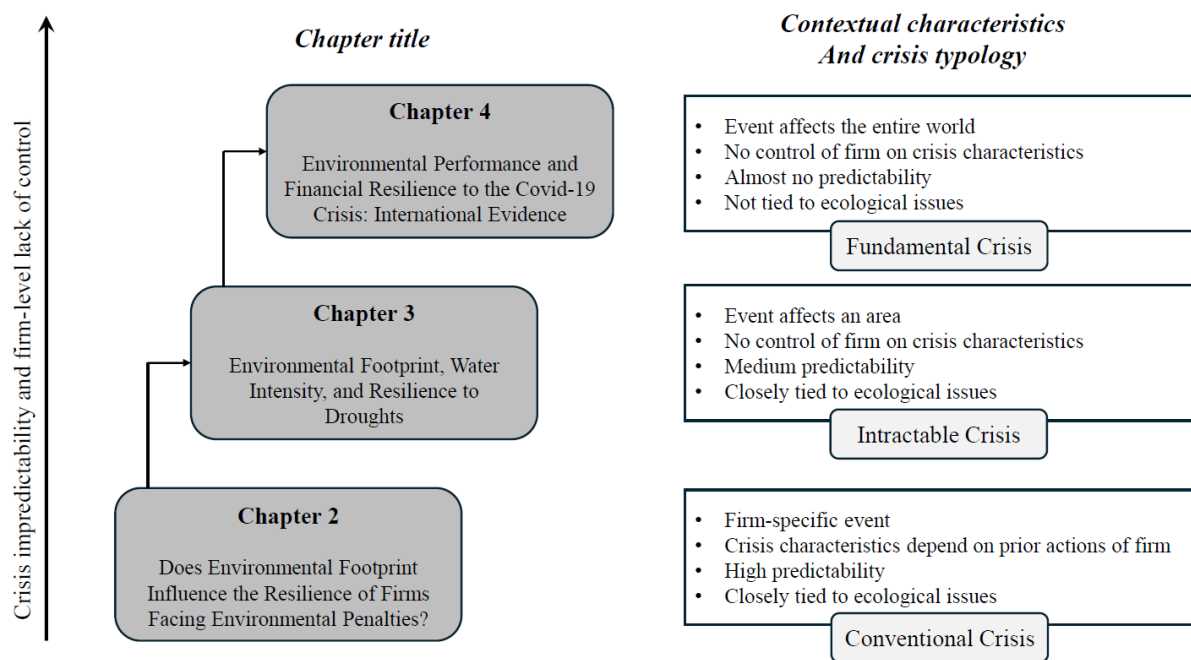 Crisis impredictability and firm-level lack of control
Chapter title
Contextual characteristics
And crisis typology
Chapter 4
Environmental Performance and
Financial Resilience to the Covid-19
Crisis: International Evidence
• Event affects the entire world
• No control of firm on crisis characteristics
• Almost no predictability
• Not tied to ecological issues
Fundamental Crisis
Chapter 3
Environmental Footprint, Water
Intensity, and Resilience to
Droughts
• Event affects an area
• No control of firm on crisis characteristics
• Medium predictability
• Closely tied to ecological issues
Intractable Crisis
Chapter 2
Does Environmental Footprint
Influence the Resilience of Firms
Facing Environmental Penalties?
• Firm-specific event
• Crisis characteristics depend on prior actions of firm
• High predictability
• Closely tied to ecological issues
Conventional Crisis